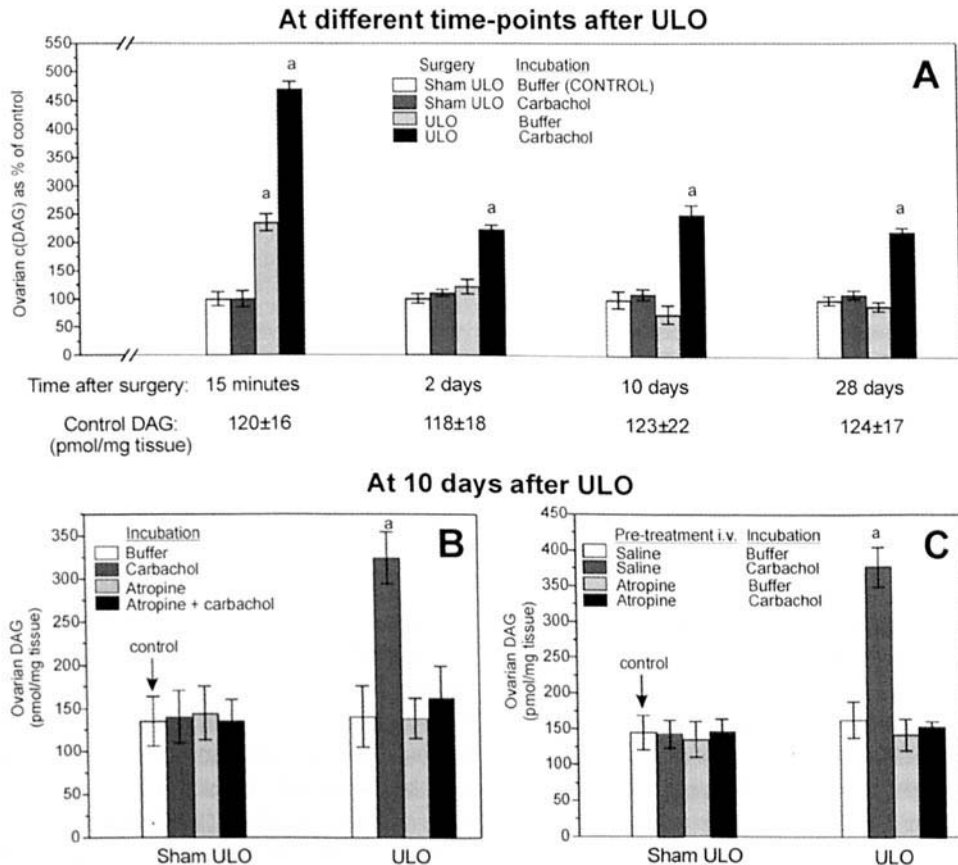 At different time-points after ULO
A
Surgery Incubation
Sham ULO Buffer (CONTROL)
Sham ULO Carbachol
ULO Buffer
ULO Carbachol
Ovarian c(DAG) as % of control
550
500
450
400
350
300
250
200
150
100
50
0
a
a
a
a
a
Time after surgery: 15 minutes 2 days 10 days 28 days
Control DAG: 120±16 118±18 123±22 124±17
(pmol/mg tissue)
At 10 days after ULO
B
Incubation
Buffer
Carbachol
Atropine
Atropine + carbachol
Ovarian DAG
(pmol/mg tissue)
350
300
250
200
150
100
50
0
control
a
Sham ULO ULO
C
Pre-treatment i.v. Incubation
Saline Buffer
Saline Carbachol
Atropine Buffer
Atropine Carbachol
Ovarian DAG
(pmol/mg tissue)
450
400
350
300
250
200
150
100
50
0
control
a
Sham ULO ULO